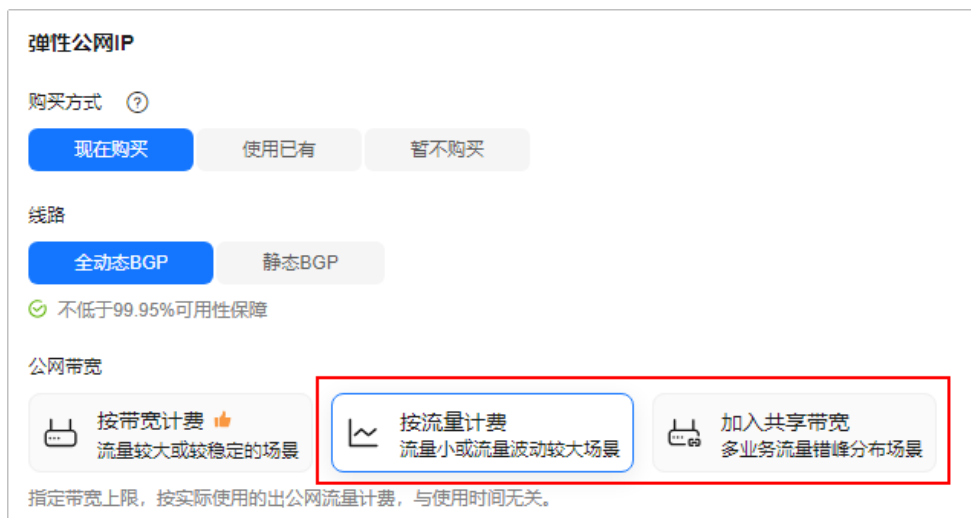 弹性公网IP
购买方式 ?
现在购买 使用已有 暂不购买
线路
全动态BGP 静态BGP
不低于99.95%可用性保障
公网带宽
按带宽计费 按流量计费 加入共享带宽
流量较大或较稳定的场景 流量小或流量波动较大场景 多业务流量错峰分布场景
指定带宽上限，按实际使用的出公网流量计费，与使用时间无关。